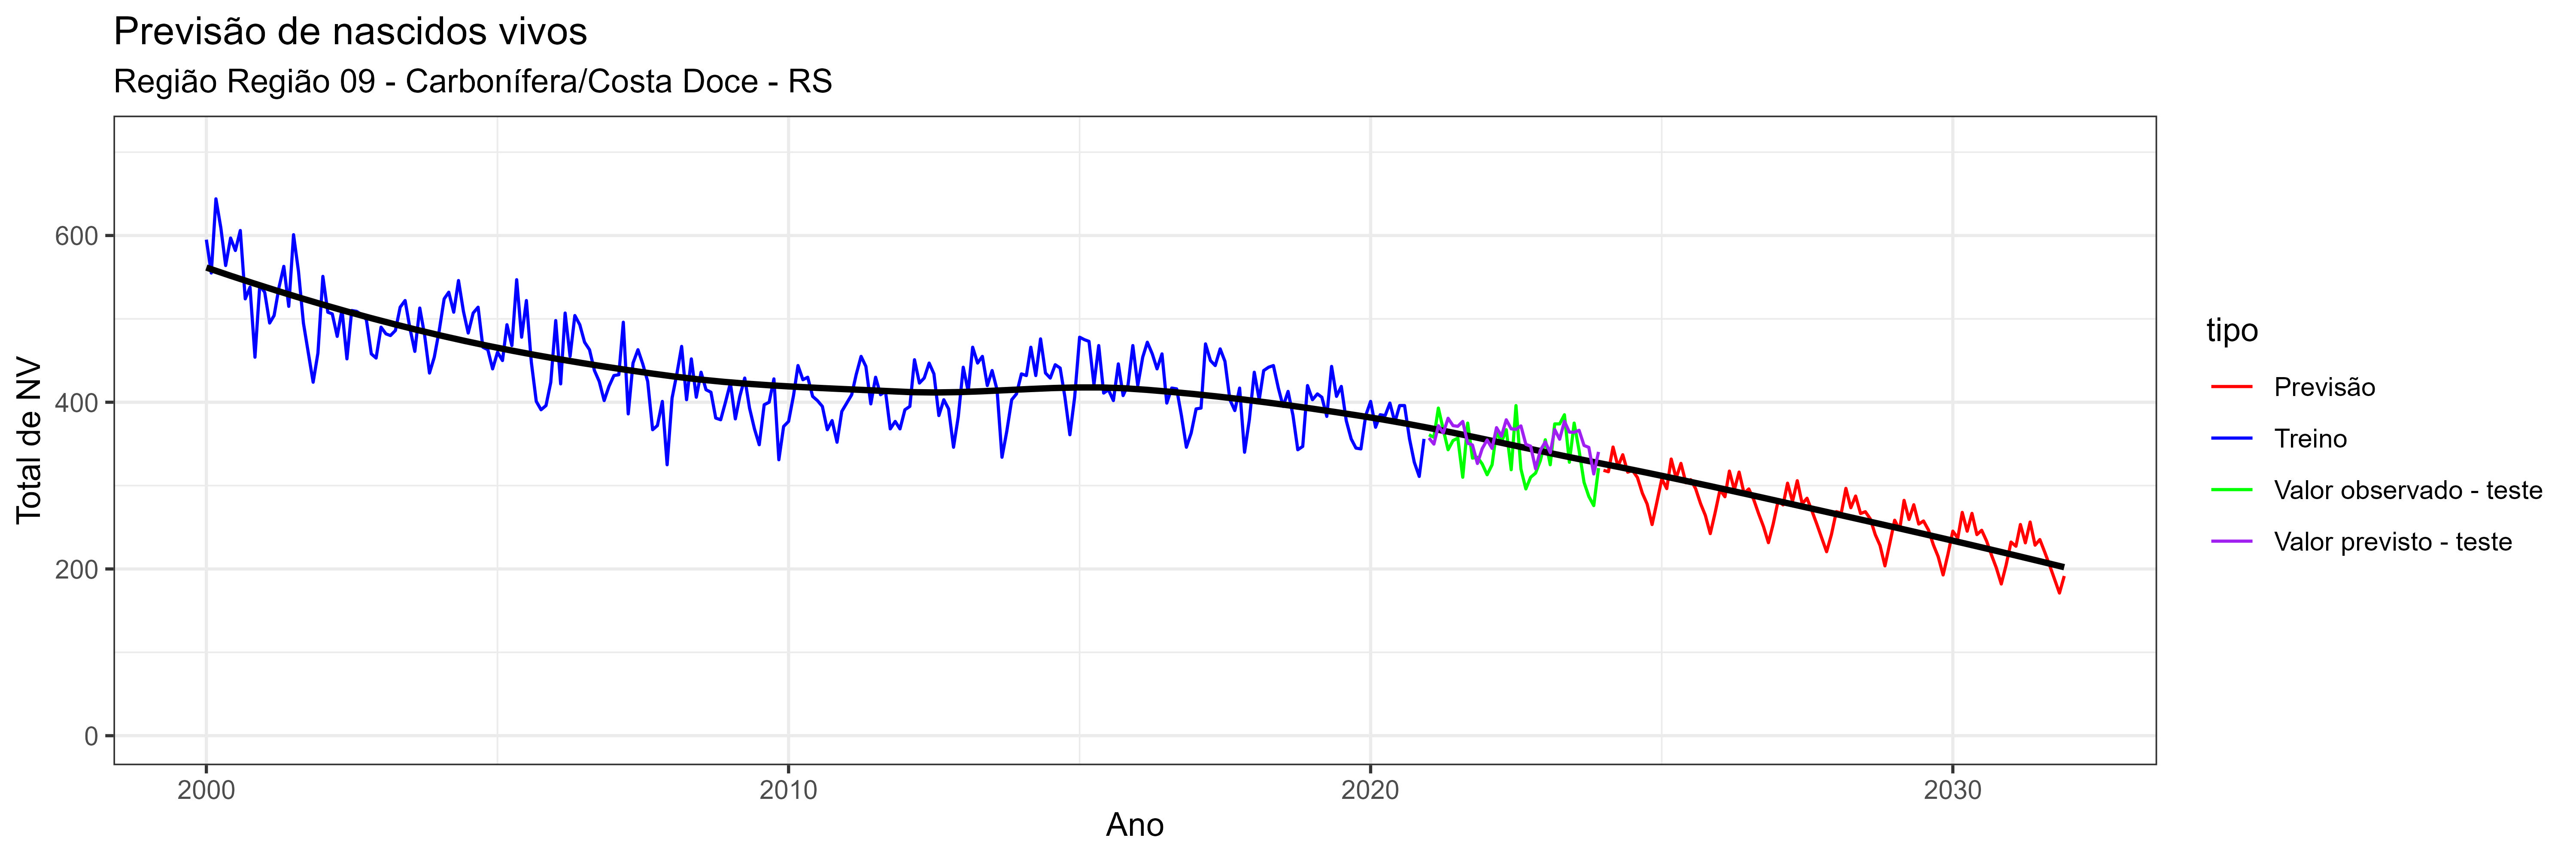 Previsão de nascidos vivos
Região Região 09 - Carbonífera/Costa Doce - RS
Total de NV
600
400
200
0
2000
2010
2020
2030
Ano
tipo
Previsão
Treino
Valor observado - teste
Valor previsto - teste